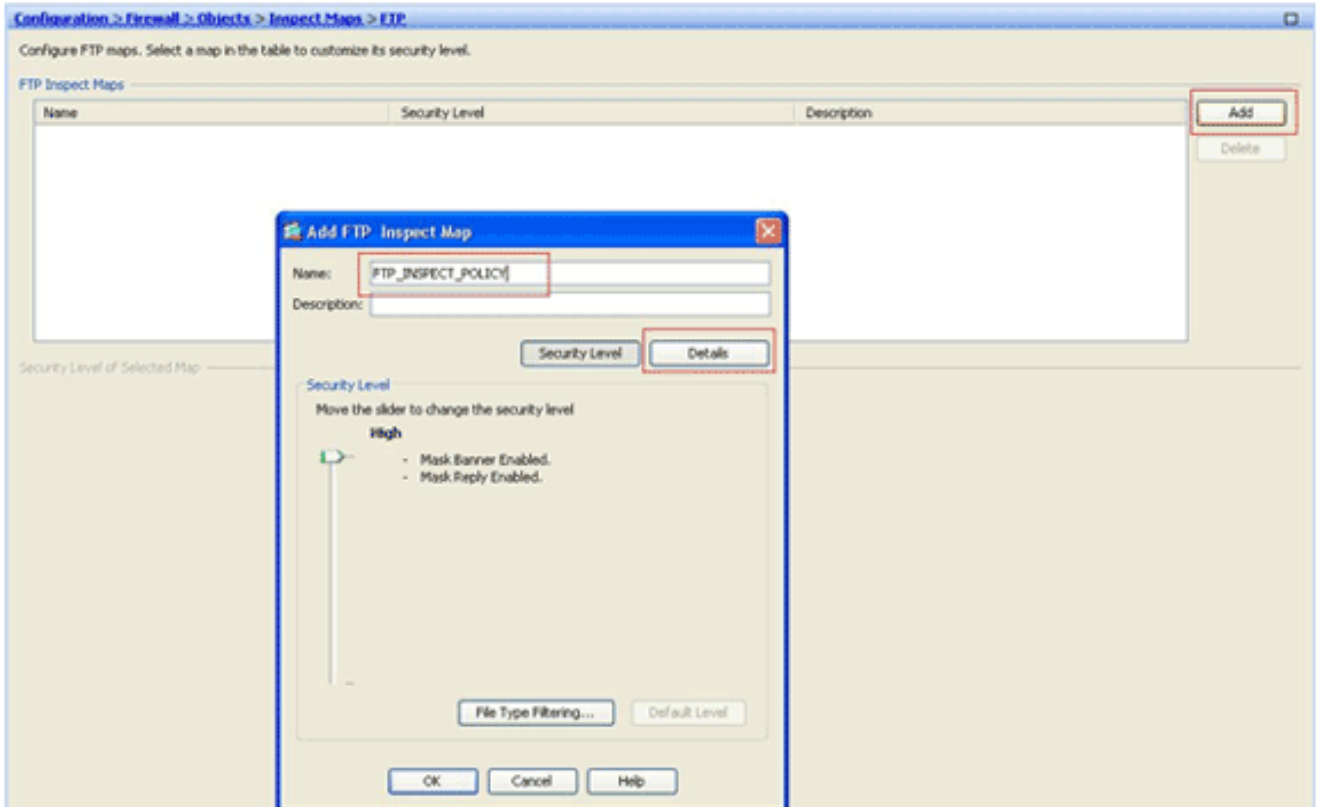 Configuration > Firewall > Objects > Inspect Maps > FTP
Configure FTP maps. Select a map in the table to customize its security level.
FTP Inspect Maps
Name Security Level Description
Add
Delete
Add FTP Inspect Map
Name: FTP_INSPECT_POLICY
Description:
Security Level Details
Security Level of Selected Map
Security Level
Move the slider to change the security level
High
- Mask Banner Enabled.
- Mask Reply Enabled.
File Type Filtering... Default Level
OK Cancel Help